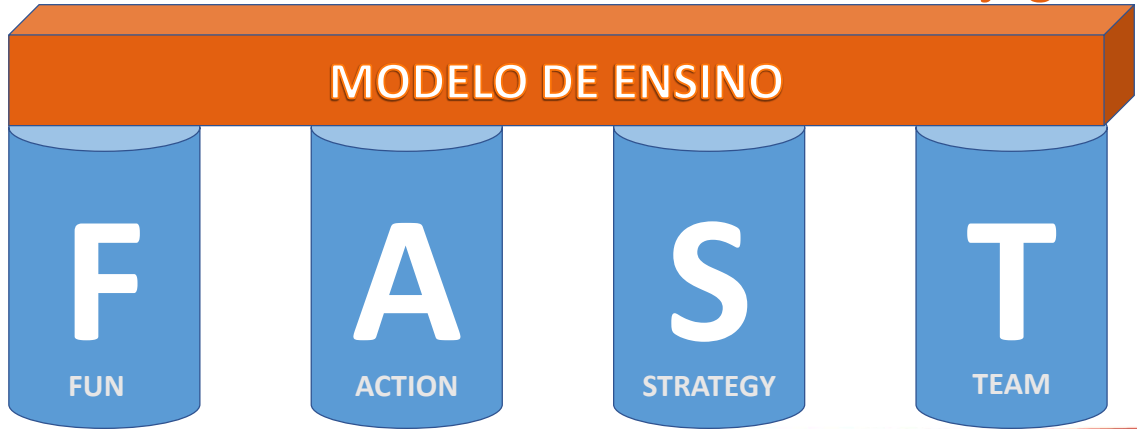 MODELO DE ENSINO
F A S T
FUN ACTION STRATEGY TEAM